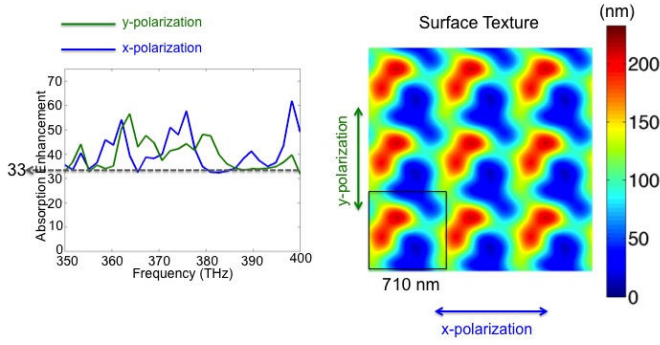 y-polarization
x-polarization
Absorption Enhancement
70
60
50
40
33
30
20
10
0
350
360
370
380
390
400
Frequency (THz)
Surface Texture
y-polarization
710 nm
x-polarization
(nm)
200
150
100
50
0